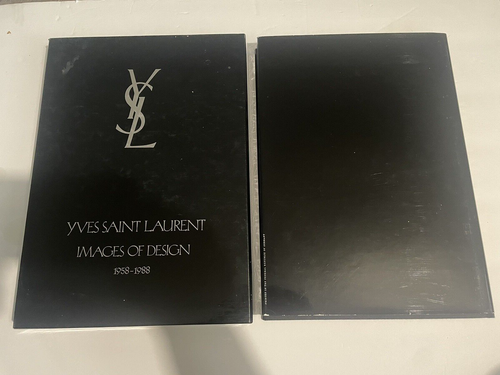 YSL
YVES SAINT LAURENT
IMAGES OF DESIGN
1958-1988